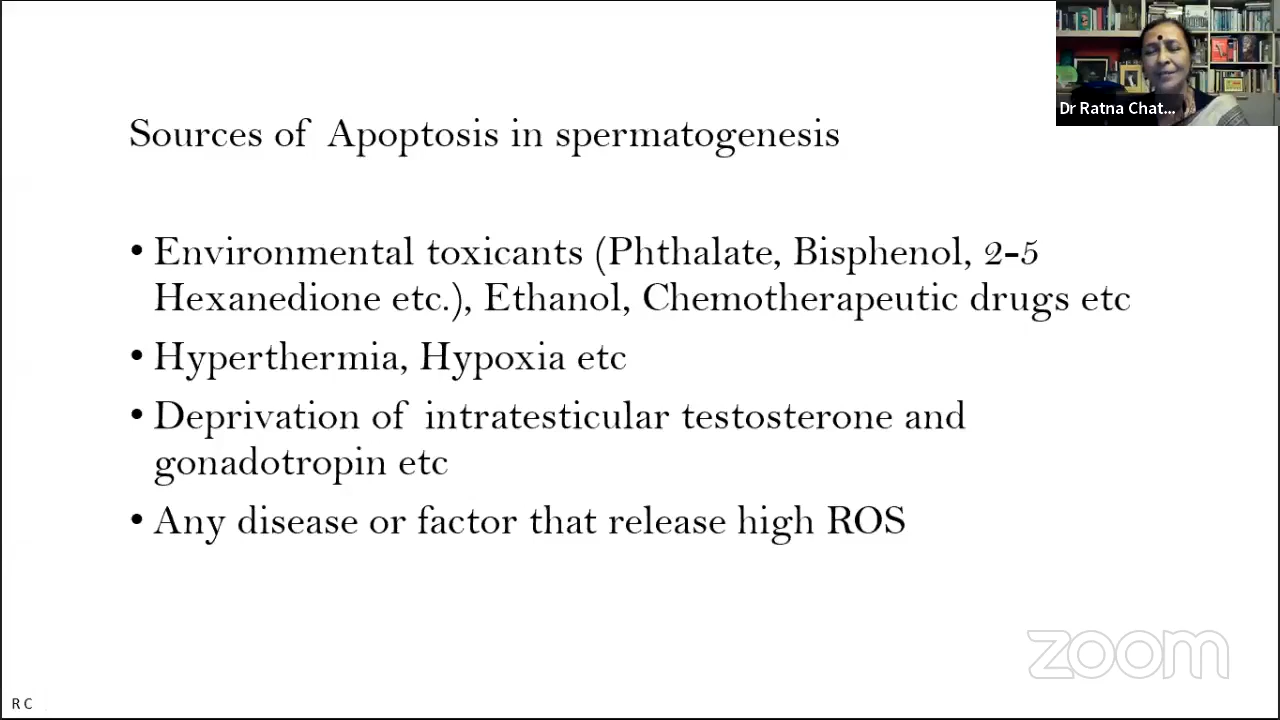 Dr Ratna Chat...
Sources of Apoptosis in spermatogenesis
• Environmental toxicants (Phthalate, Bisphenol, 2-5
Hexanedione etc.), Ethanol, Chemotherapeutic drugs etc
• Hyperthermia, Hypoxia etc
• Deprivation of intratesticular testosterone and
gonadotropin etc
• Any disease or factor that release high ROS
zoom
R C